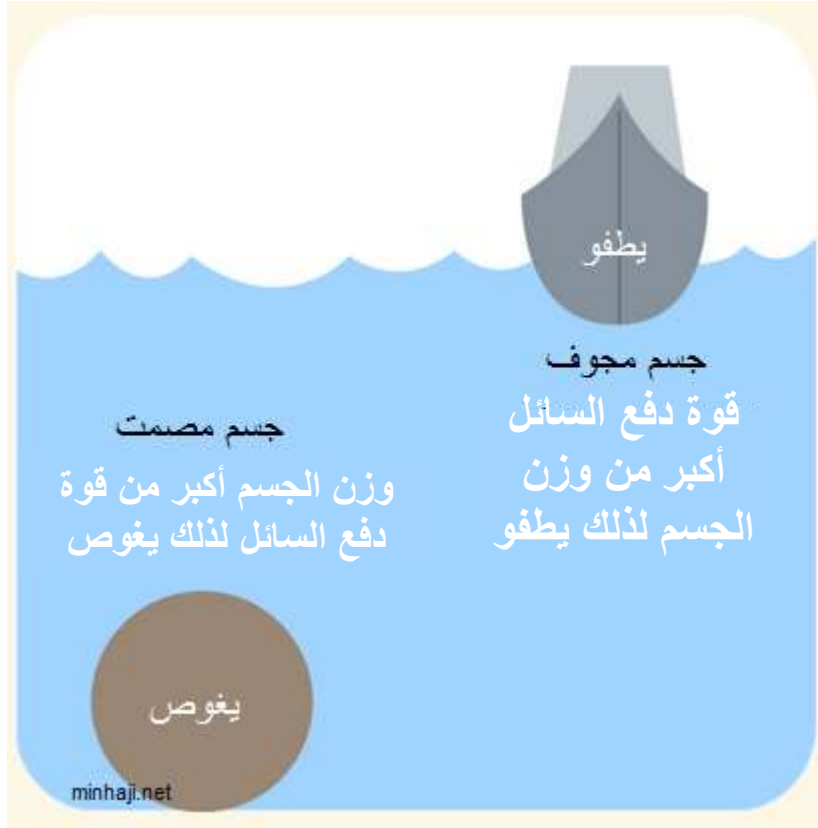 يطفو
جسم مجوف
قوة دفع السائل
أكبر من وزن
الجسم لذلك يطفو
جسم مصمت
وزن الجسم أكبر من قوة
دفع السائل لذلك يغوص
يغوص
minhaji.net